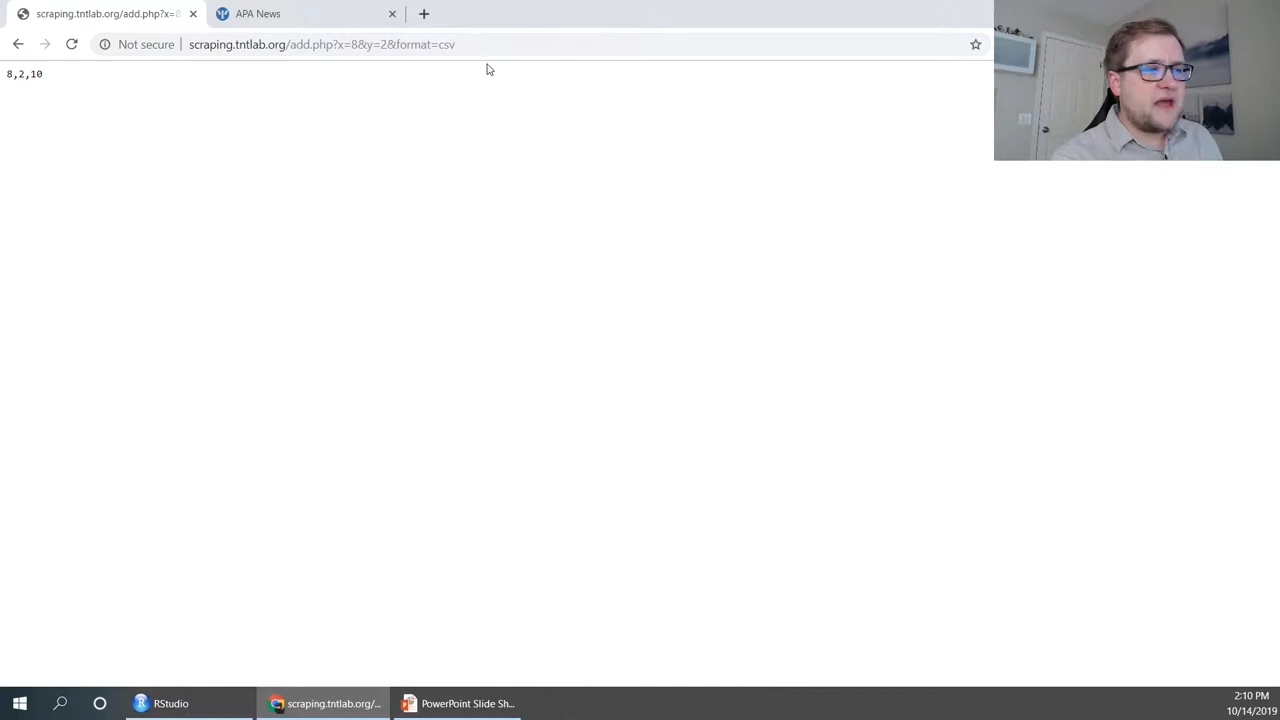 scraping.tntlab.org/add.php?x=8
APA News
Not secure
scraping.tntlab.org/add.php?x=8&y=2&format=csv
8,2,10
RStudio
scraping.tntlab.org/...
PowerPoint Slide Sh...
2:10 PM
10/14/2019